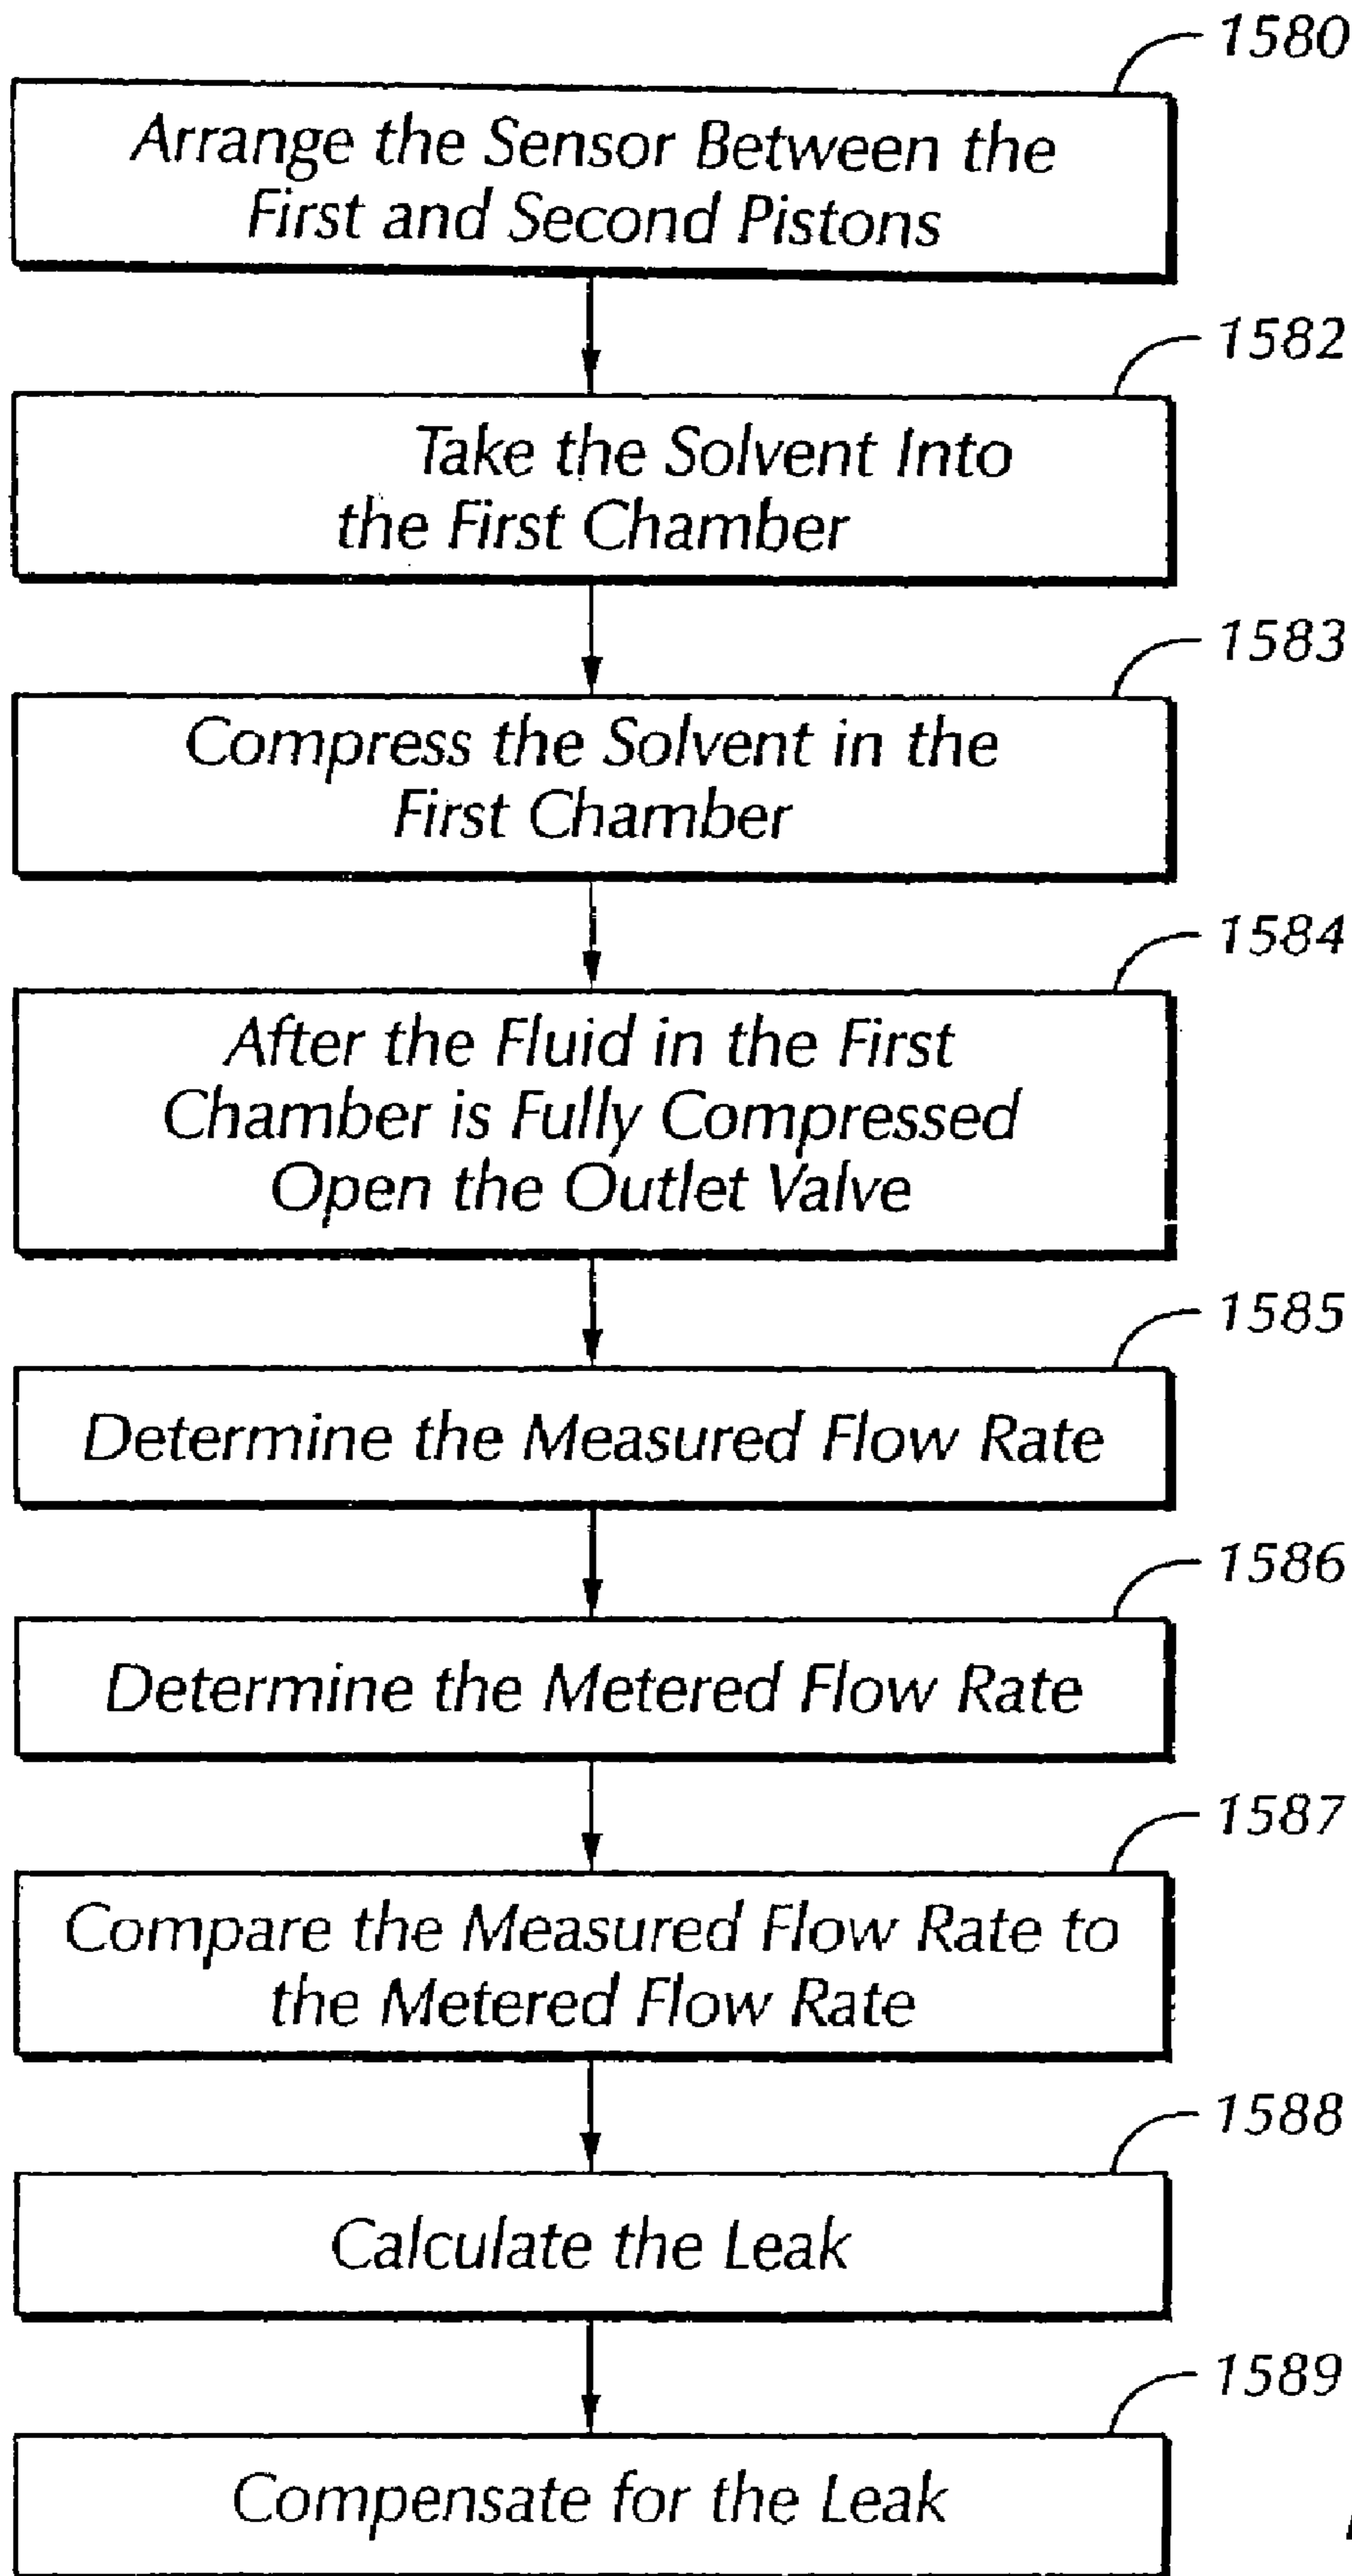 1580
Arrange the Sensor Between the
First and Second Pistons
1582
Take the Solvent Into
the First Chamber
1583
Compress the Solvent in the
First Chamber
1584
After the Fluid in the First
Chamber is Fully Compressed
Open the Outlet Valve
1585
Determine the Measured Flow Rate
1586
Determine the Metered Flow Rate
1587
Compare the Measured Flow Rate to
the Metered Flow Rate
1588
Calculate the Leak
1589
Compensate for the Leak